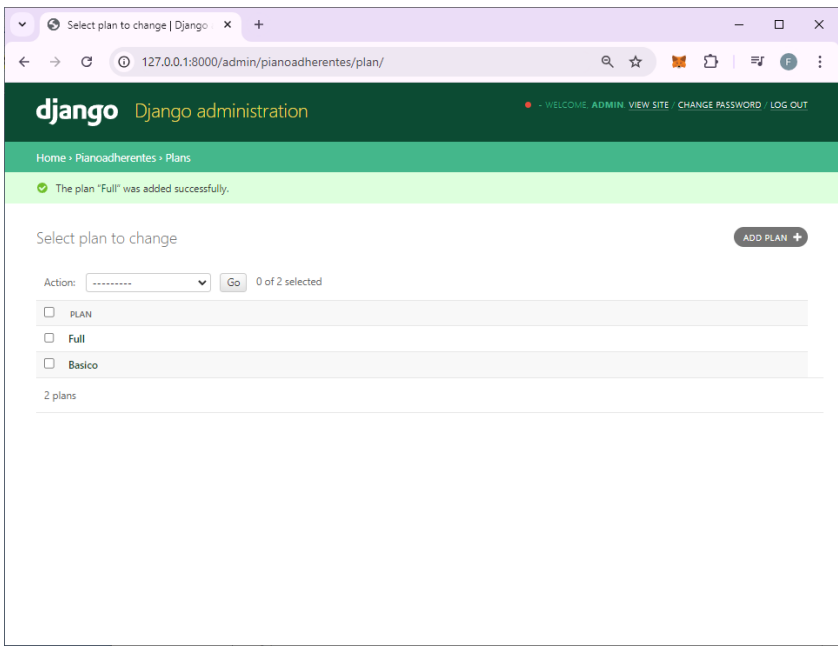 Select plan to change | Django
127.0.0.1:8000/admin/pianoadherentes/plan/
F
django Django administration
- WELCOME, ADMIN. VIEW SITE / CHANGE PASSWORD / LOG OUT
Home › Pianoadherentes › Plans
The plan “Full” was added successfully.
Select plan to change
ADD PLAN +
Action: --------- Go 0 of 2 selected
PLAN
Full
Basico
2 plans